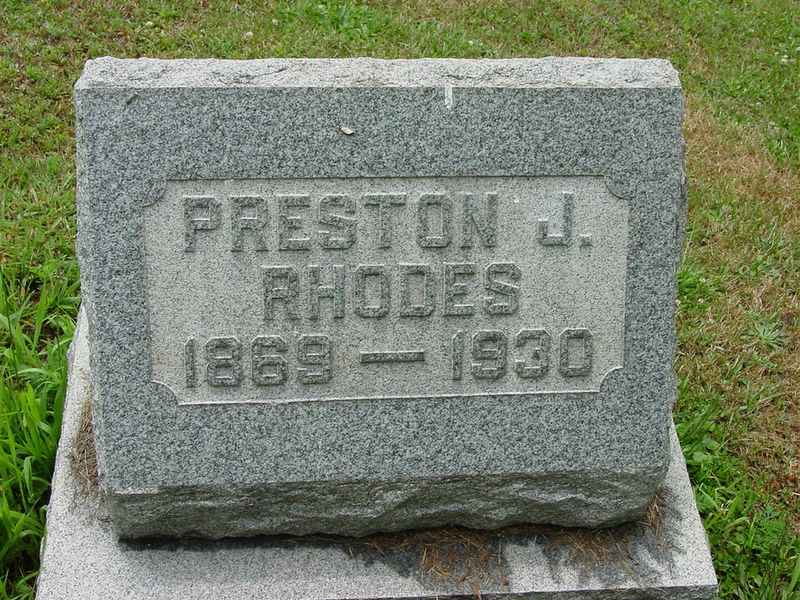 PRESTON J.
RHODES
1869 — 1930